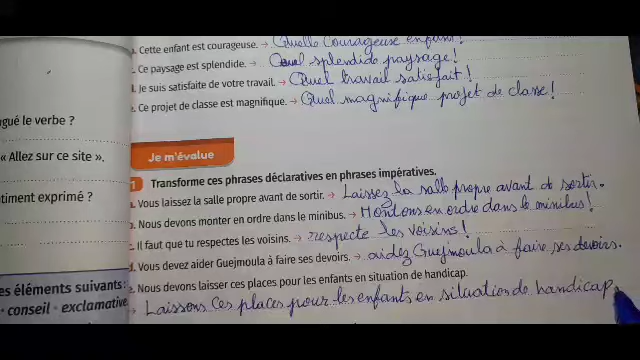 . Cette enfant est courageuse. → Quelle courageuse enfant !
. Ce paysage est splendide. → Quel splendide paysage !
. Je suis satisfaite de votre travail. → Quel travail satisfait !
. Ce projet de classe est magnifique. → Quel magnifique projet de classe !
gué le verbe ?
« Allez sur ce site ».
timent exprimé ?
es éléments suivants :
· conseil · exclamative
Je m'évalue
1 Transforme ces phrases déclaratives en phrases impératives.
. Vous laissez la salle propre avant de sortir. → Laissez la salle propre avant de sortir.
. Nous devons monter en ordre dans le minibus. → Montons en ordre dans le minibus !
. Il faut que tu respectes les voisins. → respecte les voisins !
d. Vous devez aider Guejmoula à faire ses devoirs. → aidez Guejmoula à faire ses devoirs.
e. Nous devons laisser ces places pour les enfants en situation de handicap.
→ Laissons ces places pour les enfants en situation de handicap.